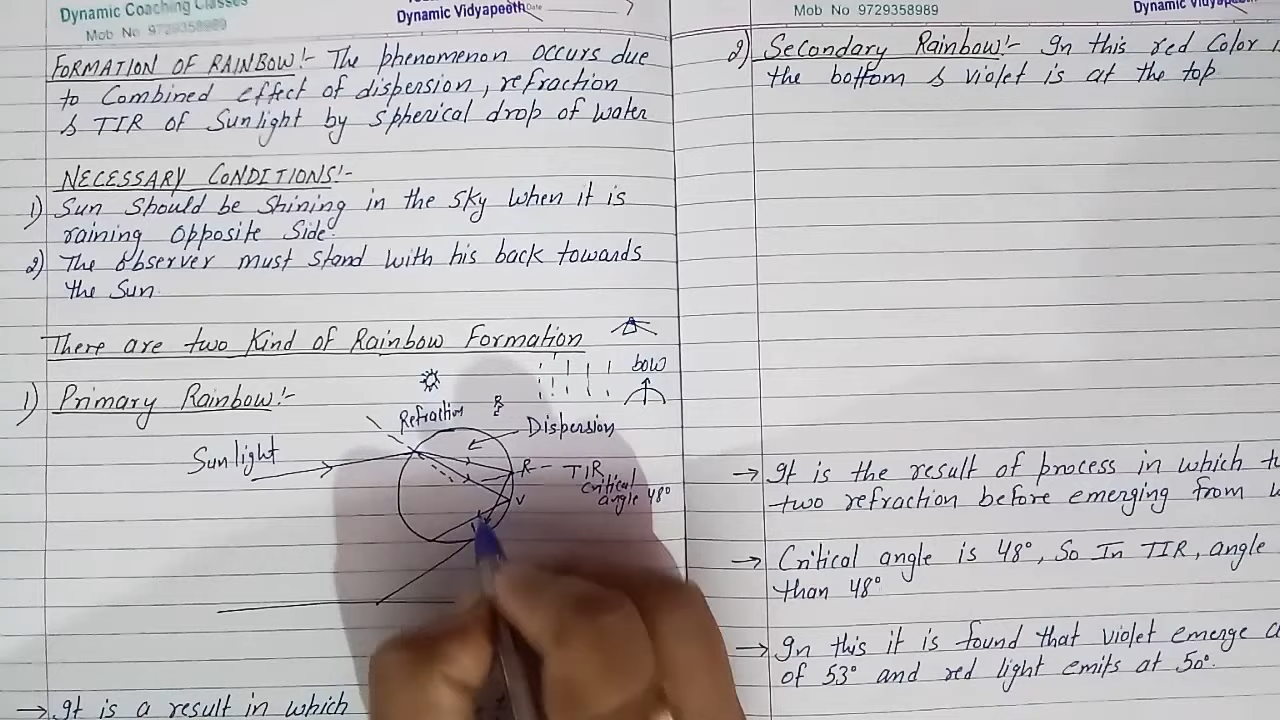 Dynamic Coaching Classes
Mob No 9729358989
Dynamic Vidyapeeth
Date
FORMATION OF RAINBOW:- The phenomenon occurs due
to Combined effect of dispersion, refraction
& TIR of Sunlight by spherical drop of water
NECESSARY CONDITIONS:-
1) Sun should be shining in the sky when it is
raining opposite side.
2) The observer must stand with his back towards
the Sun.
There are two kind of Rainbow Formation
bow
1) Primary Rainbow:-
Refraction
Dispersion
Sunlight
R - TIR
Critical
angle 48°
V
→ It is a result in which
Mob No 9729358989
Dynamic
2) Secondary Rainbow:- In this red color
the bottom & violet is at the top
→ It is the result of process in which
two refraction before emerging from
→ Critical angle is 48°, So In TIR, angle
than 48°
→ In this it is found that violet emerge
of 53° and red light emits at 50°.